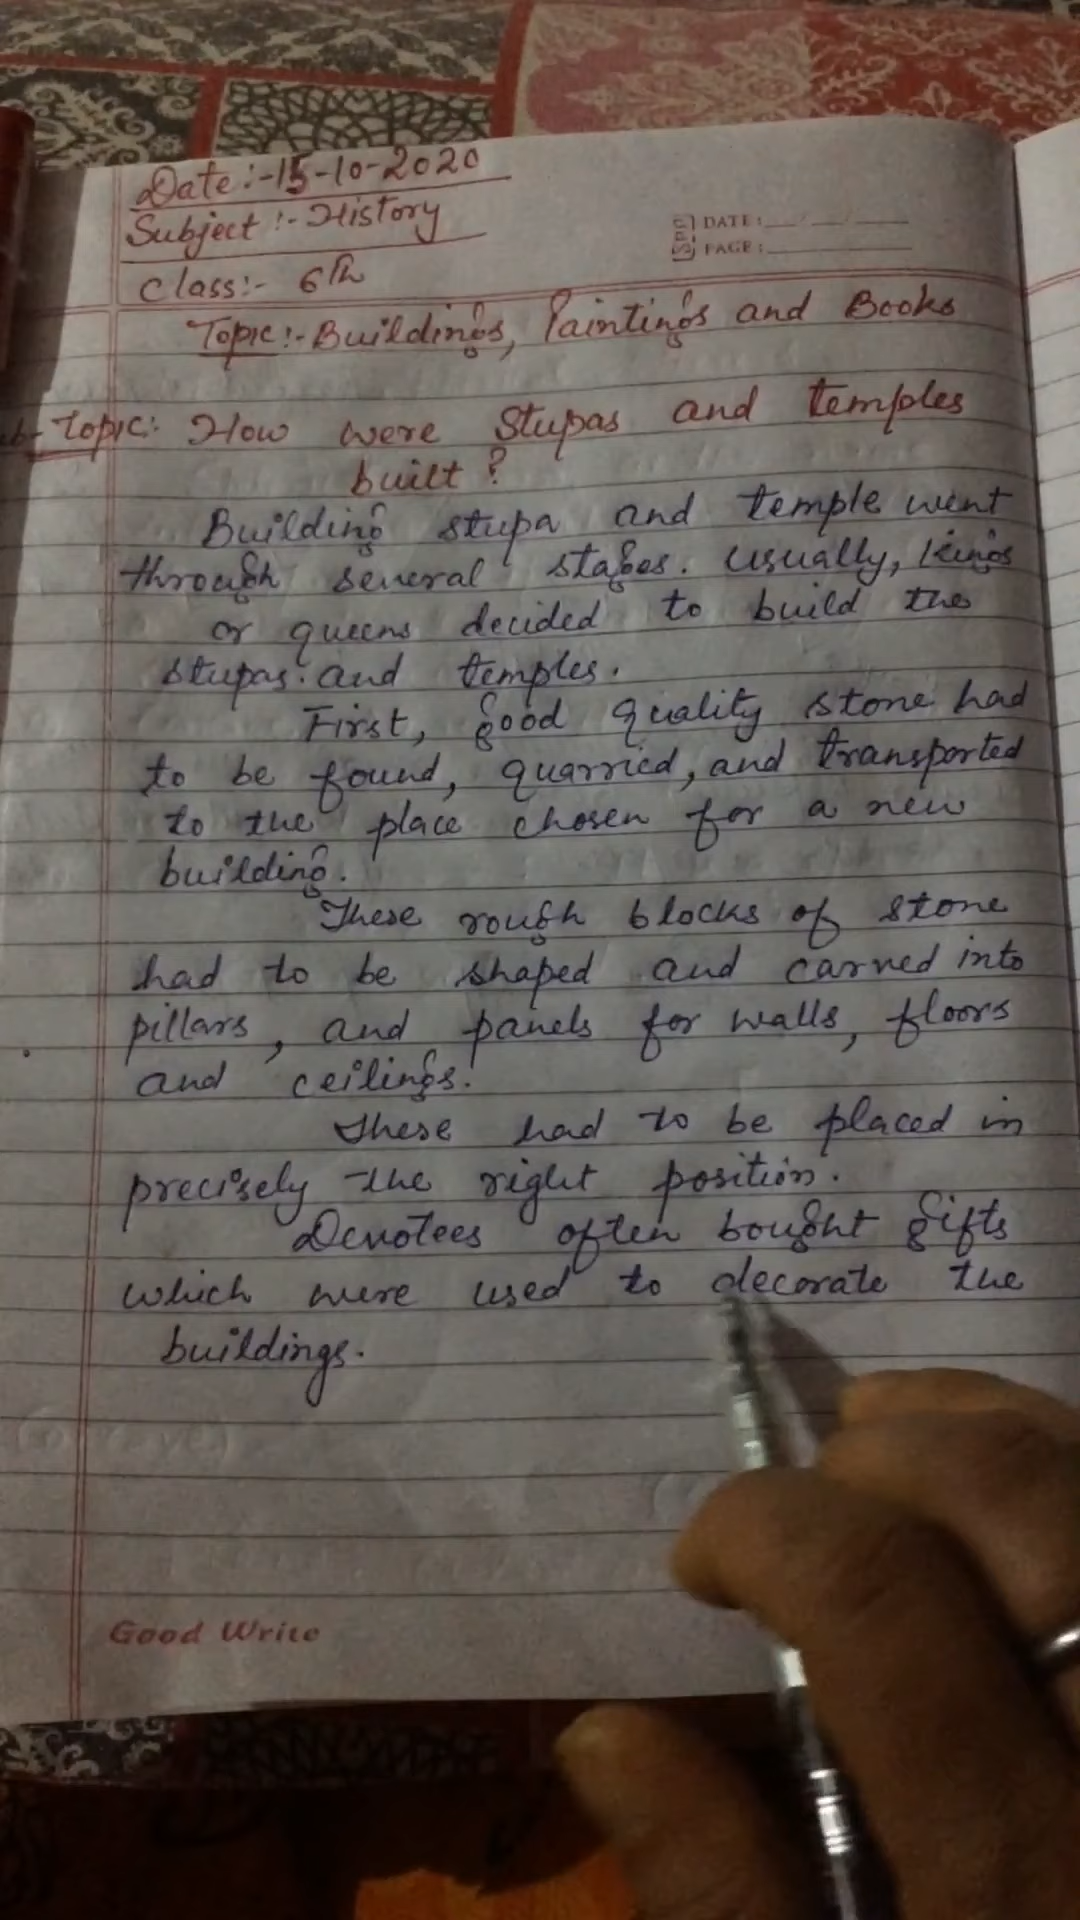 Date:-15-10-2020
Subject:-History
DATE:
PAGE:
Class:- 6th
Topic:- Buildings, Paintings and Books
Topic: How were Stupas and temples
built?
Building stupa and temple went
through several stages. Usually, kings
or queens decided to build the
stupas. and temples.
First, good quality stone had
to be found, quarried, and transported
to the place chosen for a new
building.
These rough blocks of stone
had to be shaped and carved into
pillars, and panels for walls, floors
and ceilings.
These had to be placed in
precisely the right position.
Devotees often bought gifts
which were used to decorate the
buildings.
Good Write